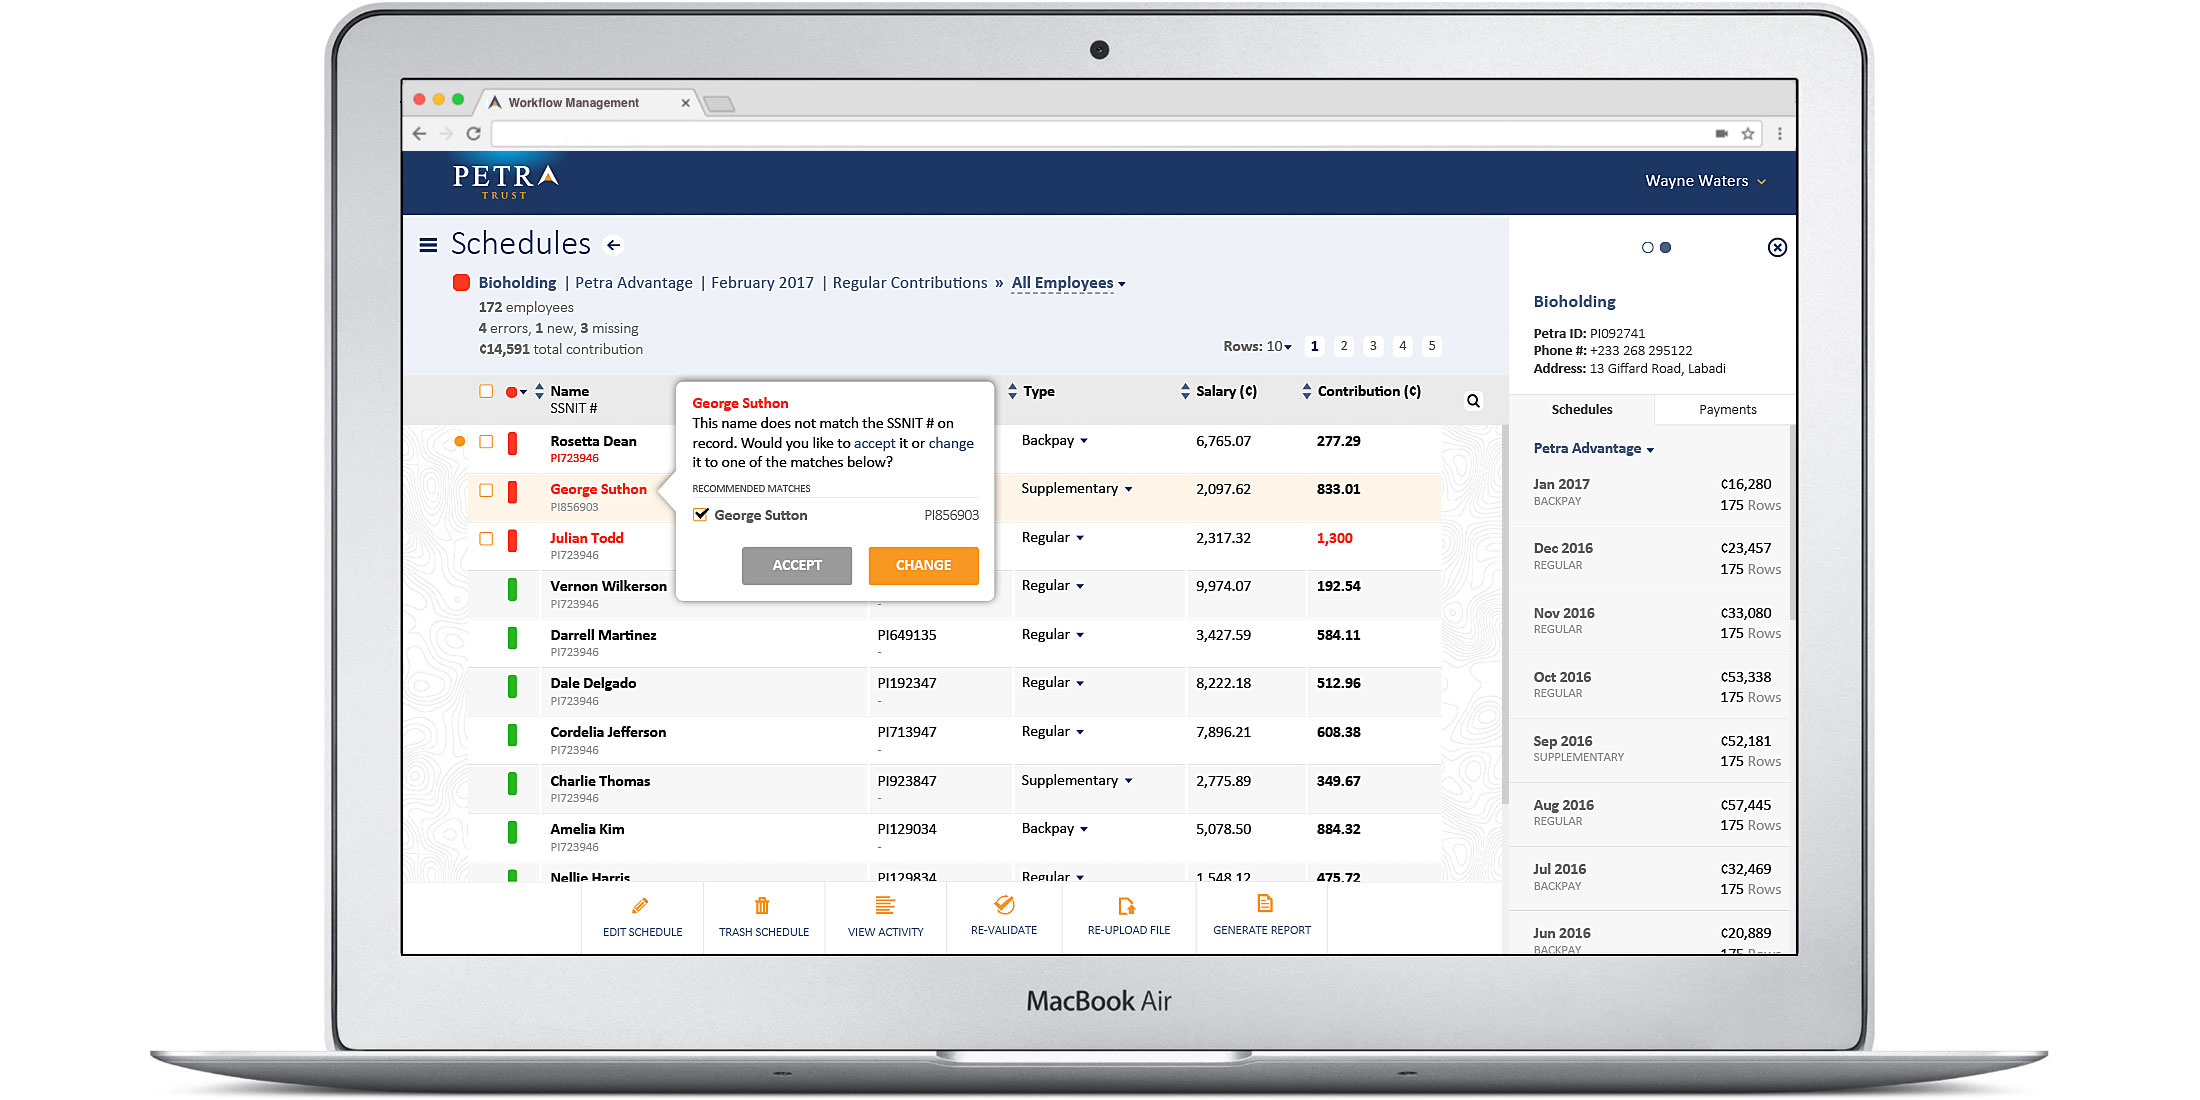 Workflow Management
PETRA
TRUST
Wayne Waters
Schedules
Bioholding | Petra Advantage | February 2017 | Regular Contributions » All Employees
172 employees
4 errors, 1 new, 3 missing
¢14,591 total contribution
Rows: 10 1 2 3 4 5
Name
SSNIT #
Type
Salary (¢)
Contribution (¢)
Rosetta Dean Backpay 6,765.07 277.29
PI723946
George Suthon Supplementary 2,097.62 833.01
PI856903
Julian Todd Regular 2,317.32 1,300
PI723946
Vernon Wilkerson Regular 9,974.07 192.54
PI723946 -
Darrell Martinez PI649135 Regular 3,427.59 584.11
PI723946 -
Dale Delgado PI192347 Regular 8,222.18 512.96
PI723946 -
Cordelia Jefferson PI713947 Regular 7,896.21 608.38
PI723946 -
Charlie Thomas PI923847 Supplementary 2,775.89 349.67
PI723946 -
Amelia Kim PI129034 Backpay 5,078.50 884.32
PI723946 -
Nellie Harris PI129834 Regular 1,548.12 475.72
George Suthon
This name does not match the SSNIT # on
record. Would you like to accept it or change
it to one of the matches below?
RECOMMENDED MATCHES
George Sutton PI856903
ACCEPT CHANGE
EDIT SCHEDULE TRASH SCHEDULE VIEW ACTIVITY RE-VALIDATE RE-UPLOAD FILE GENERATE REPORT
Bioholding
Petra ID: PI092741
Phone #: +233 268 295122
Address: 13 Giffard Road, Labadi
Schedules Payments
Petra Advantage
Jan 2017 ¢16,280
BACKPAY 175 Rows
Dec 2016 ¢23,457
REGULAR 175 Rows
Nov 2016 ¢33,080
REGULAR 175 Rows
Oct 2016 ¢53,338
REGULAR 175 Rows
Sep 2016 ¢52,181
SUPPLEMENTARY 175 Rows
Aug 2016 ¢57,445
REGULAR 175 Rows
Jul 2016 ¢32,469
BACKPAY 175 Rows
Jun 2016 ¢20,889
BACKPAY 175 Rows
MacBook Air